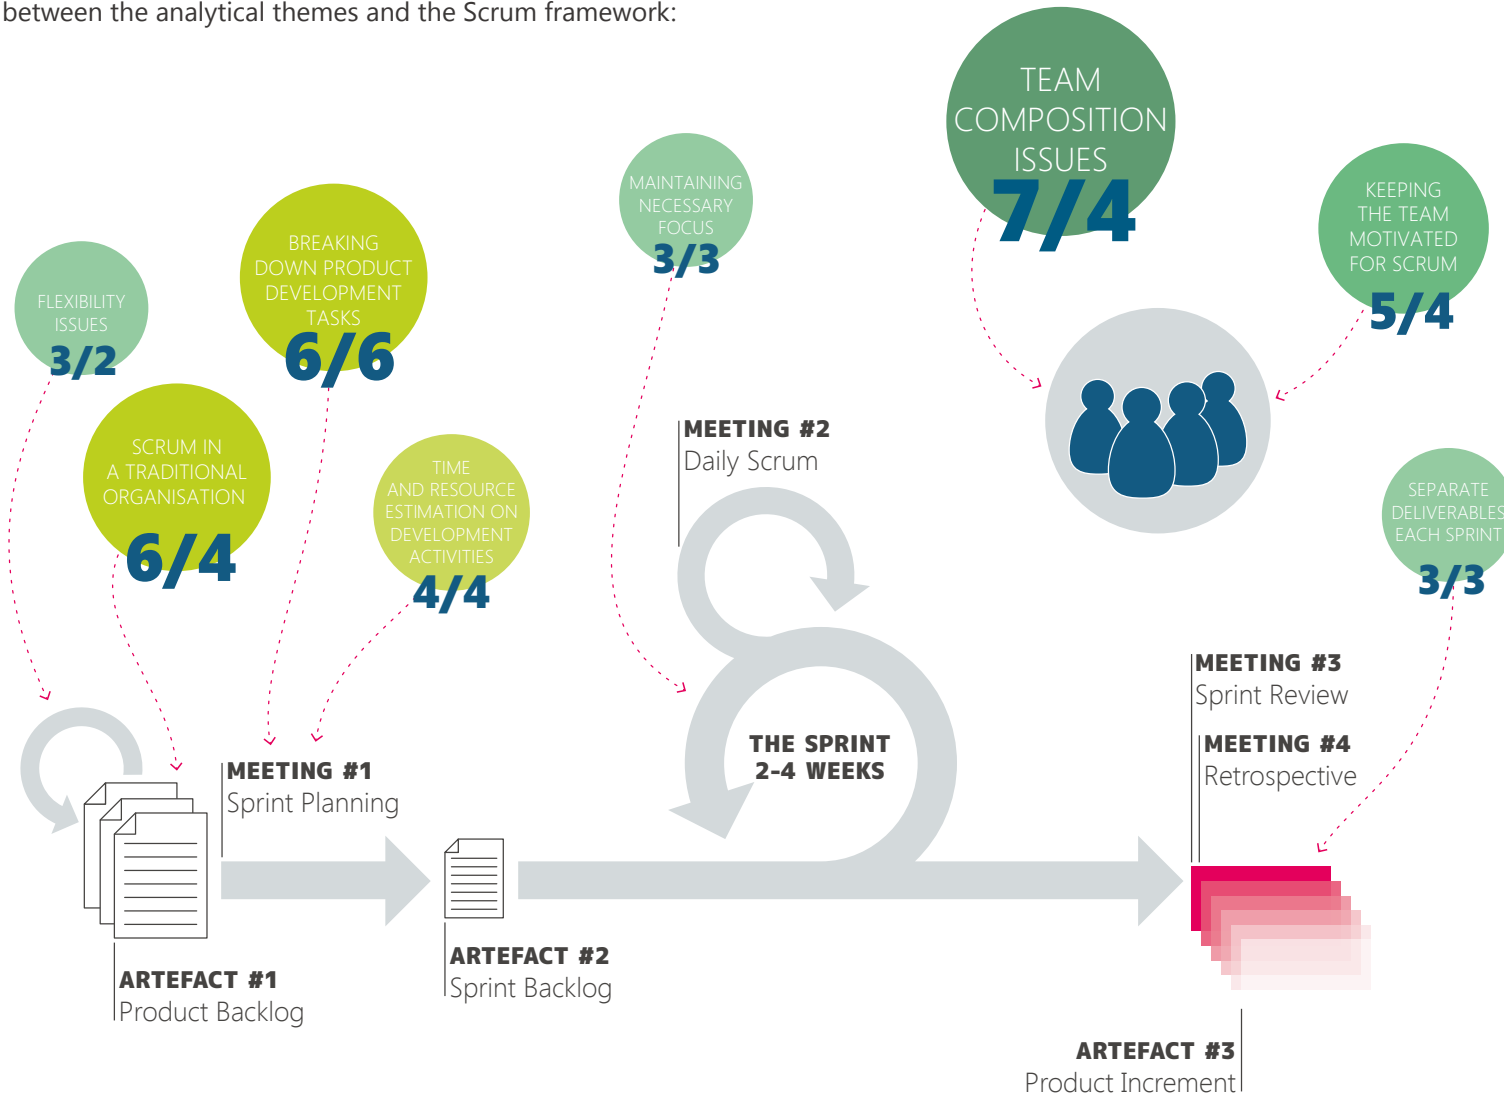 between the analytical themes and the Scrum framework:
TEAM
COMPOSITION
ISSUES
7/4
MAINTAINING
NECESSARY
FOCUS
3/3
KEEPING
THE TEAM
MOTIVATED
FOR SCRUM
5/4
BREAKING
DOWN PRODUCT
DEVELOPMENT
TASKS
6/6
FLEXIBILITY
ISSUES
3/2
SCRUM IN
A TRADITIONAL
ORGANISATION
6/4
TIME
AND RESOURCE
ESTIMATION ON
DEVELOPMENT
ACTIVITIES
4/4
MEETING #2
Daily Scrum
SEPARATE
DELIVERABLES
EACH SPRINT
3/3
MEETING #3
Sprint Review
MEETING #4
Retrospective
THE SPRINT
2-4 WEEKS
MEETING #1
Sprint Planning
ARTEFACT #1
Product Backlog
ARTEFACT #2
Sprint Backlog
ARTEFACT #3
Product Increment